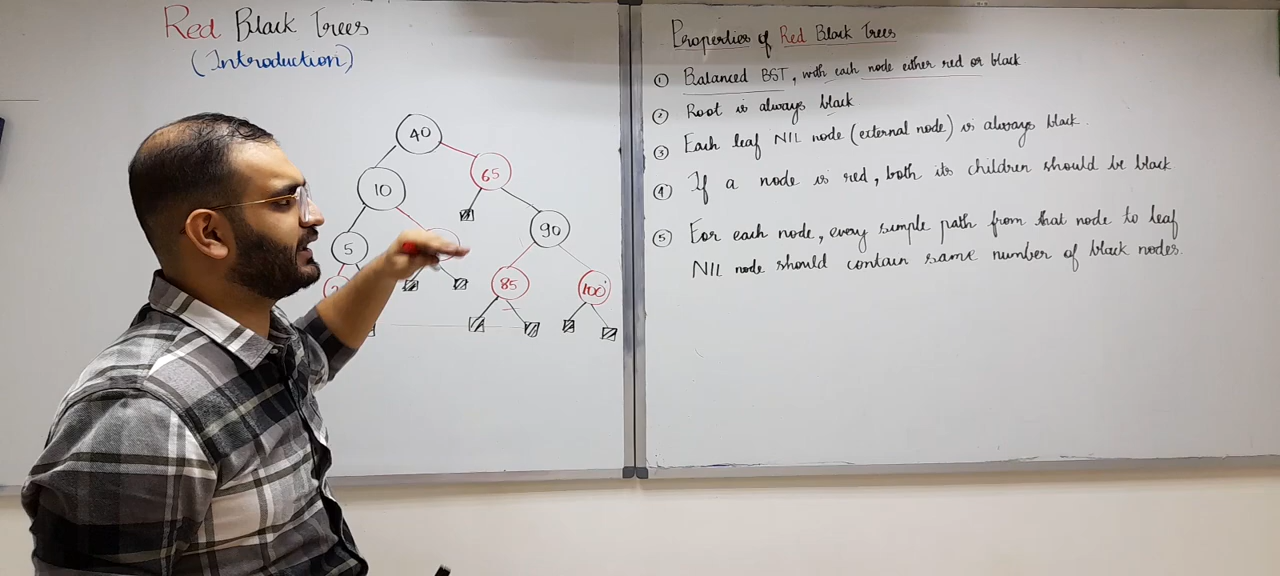 Red Black Trees
(Introduction)
40
65
10
90
5
85
100
Properties of Red Black Trees
① Balanced BST, with each node either red or black
② Root is always black
③ Each leaf NIL node (external node) is always black.
④ If a node is red, both its children should be black
⑤ For each node, every simple path from that node to leaf
NIL node should contain same number of black nodes.